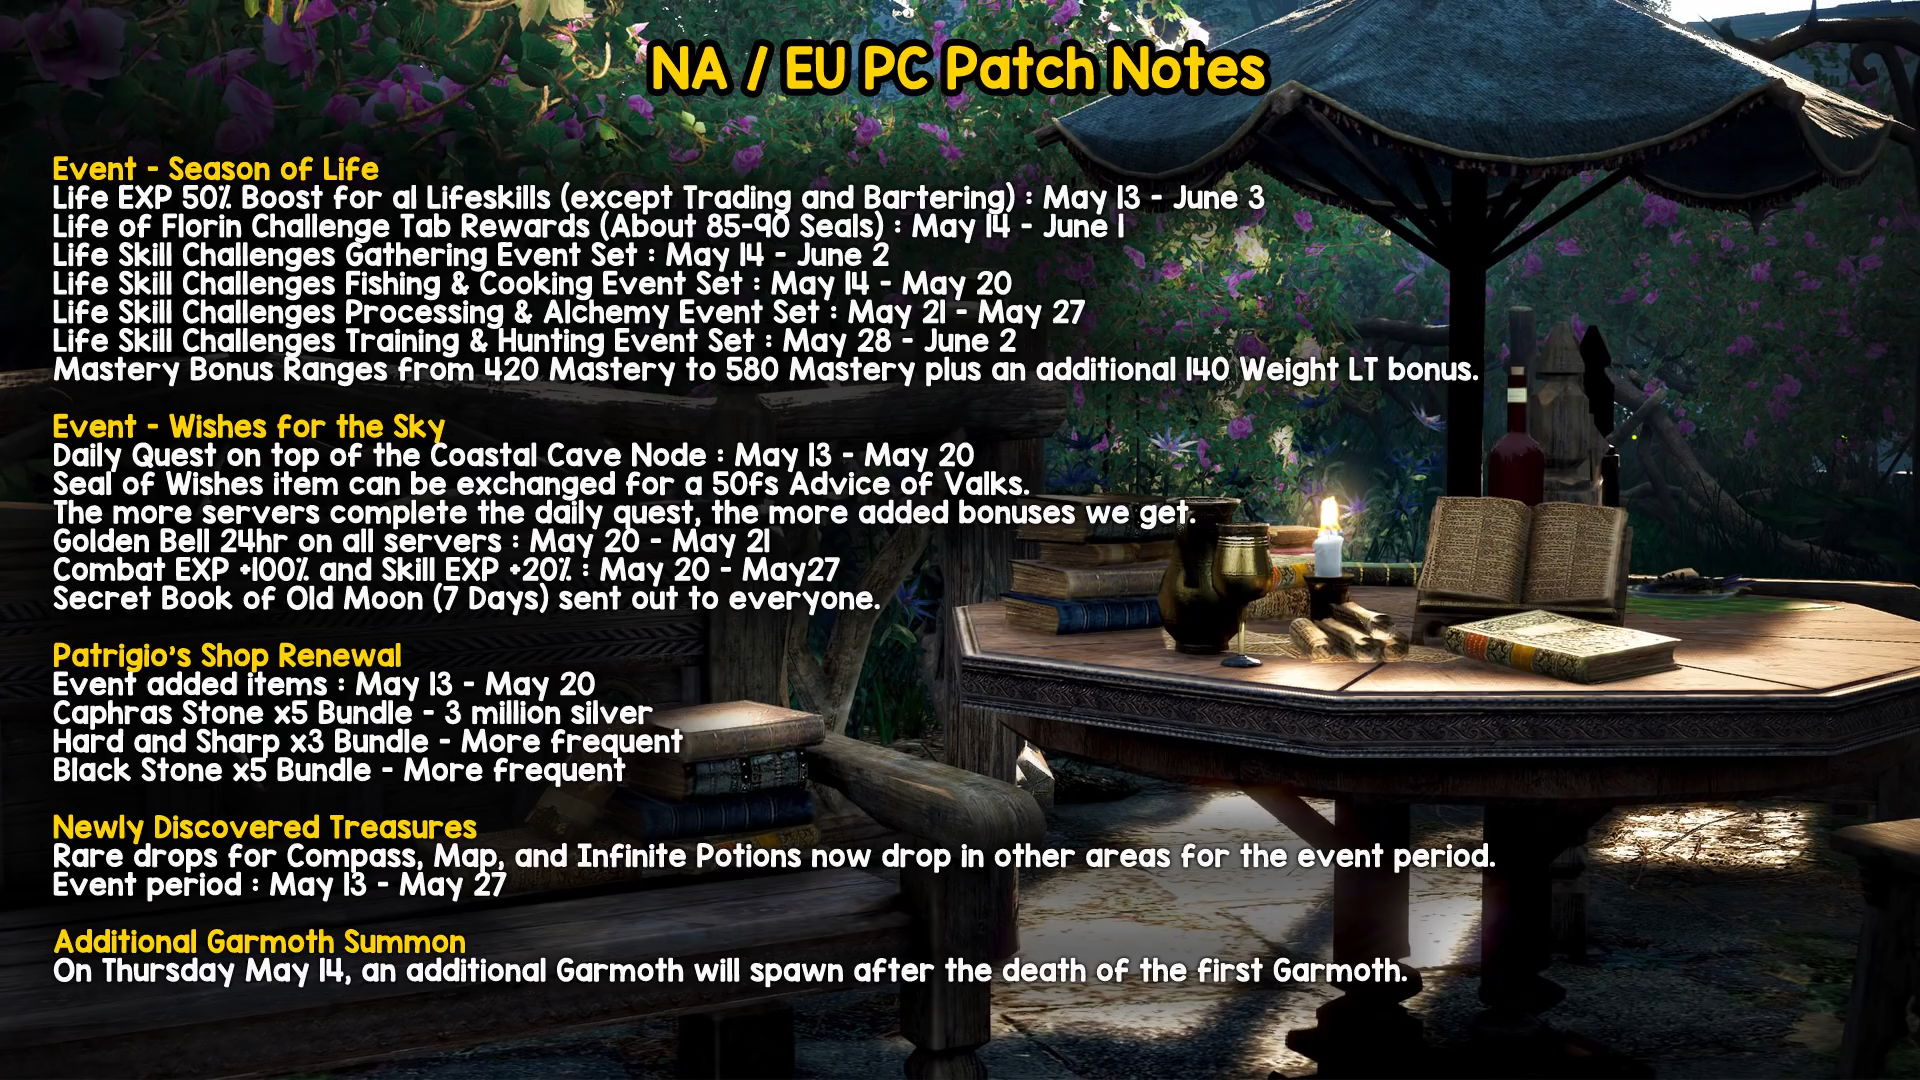 NA / EU PC Patch Notes
Event - Season of Life
Life EXP 50% Boost for al Lifeskills (except Trading and Bartering) : May 13 - June 3
Life of Florin Challenge Tab Rewards (About 85-90 Seals) : May 14 - June 1
Life Skill Challenges Gathering Event Set : May 14 - June 2
Life Skill Challenges Fishing & Cooking Event Set : May 14 - May 20
Life Skill Challenges Processing & Alchemy Event Set : May 21 - May 27
Life Skill Challenges Training & Hunting Event Set : May 28 - June 2
Mastery Bonus Ranges from 420 Mastery to 580 Mastery plus an additional 140 Weight LT bonus.
Event - Wishes for the Sky
Daily Quest on top of the Coastal Cave Node : May 13 - May 20
Seal of Wishes item can be exchanged for a 50fs Advice of Valks.
The more servers complete the daily quest, the more added bonuses we get.
Golden Bell 24hr on all servers : May 20 - May 21
Combat EXP +100% and Skill EXP +20% : May 20 - May27
Secret Book of Old Moon (7 Days) sent out to everyone.
Patrigio's Shop Renewal
Event added items : May 13 - May 20
Caphras Stone x5 Bundle - 3 million silver
Hard and Sharp x3 Bundle - More frequent
Black Stone x5 Bundle - More frequent
Newly Discovered Treasures
Rare drops for Compass, Map, and Infinite Potions now drop in other areas for the event period.
Event period : May 13 - May 27
Additional Garmoth Summon
On Thursday May 14, an additional Garmoth will spawn after the death of the first Garmoth.